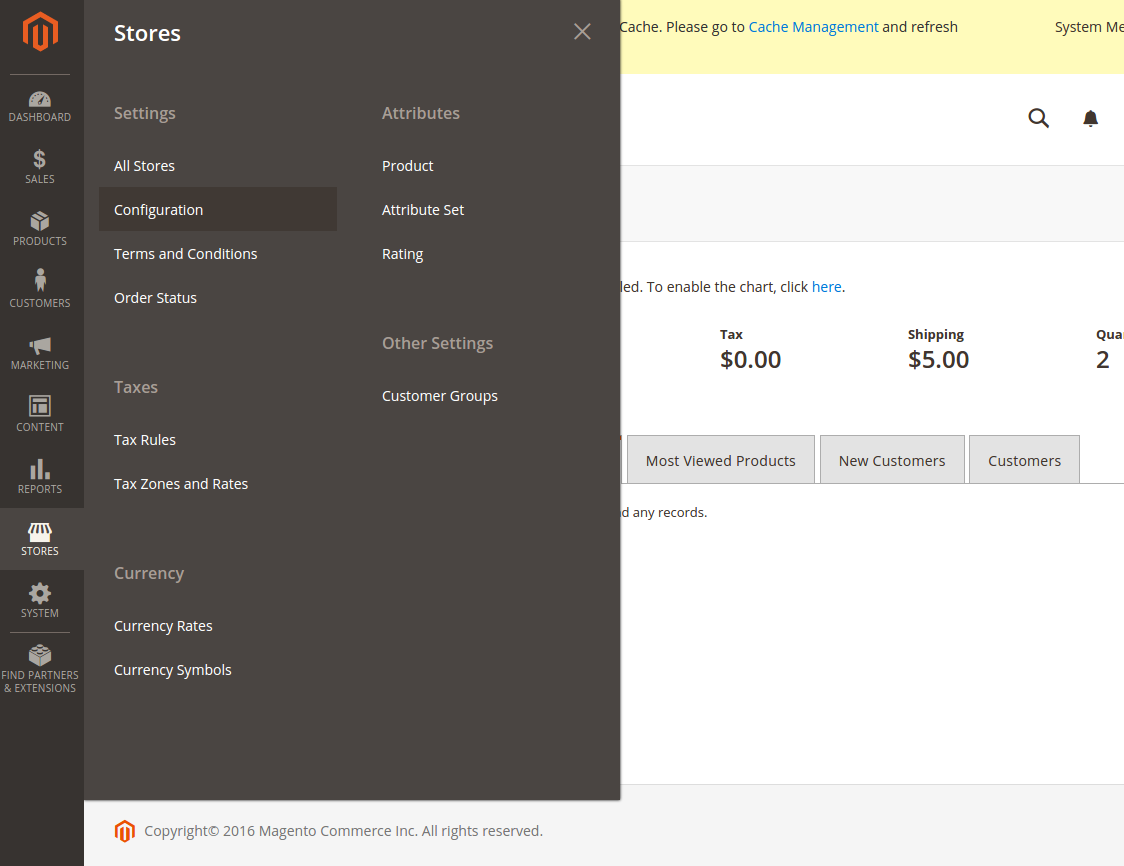 DASHBOARD
SALES
PRODUCTS
CUSTOMERS
MARKETING
CONTENT
REPORTS
STORES
SYSTEM
FIND PARTNERS
& EXTENSIONS
Stores
Settings
All Stores
Configuration
Terms and Conditions
Order Status
Taxes
Tax Rules
Tax Zones and Rates
Currency
Currency Rates
Currency Symbols
Attributes
Product
Attribute Set
Rating
Other Settings
Customer Groups
Cache. Please go to Cache Management and refresh
System
To enable the chart, click here.
Tax
$0.00
Shipping
$5.00
2
Most Viewed Products
New Customers
Customers
any records.
Copyright© 2016 Magento Commerce Inc. All rights reserved.